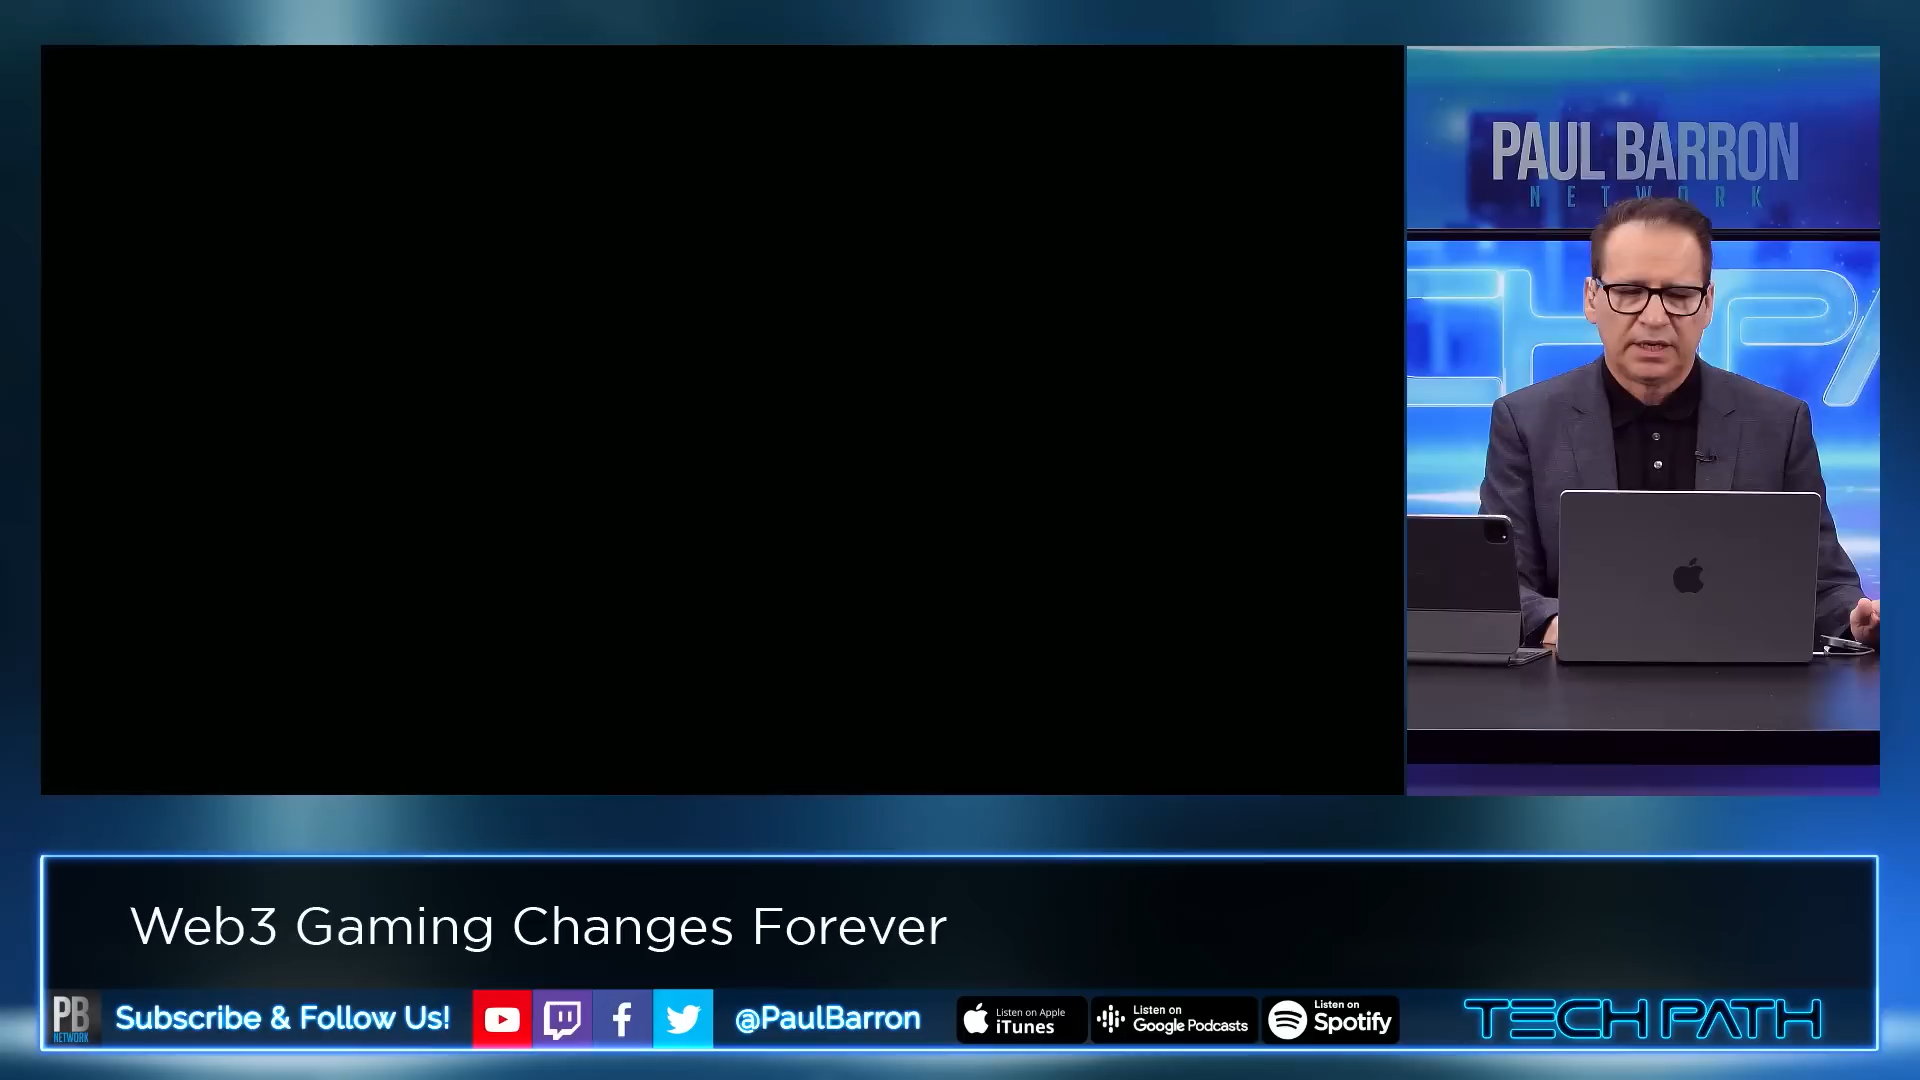 PAUL BARRON
NETWORK
Web3 Gaming Changes Forever
PB
NETWORK
Subscribe & Follow Us!
@PaulBarron
Listen on Apple
iTunes
Listen on
Google Podcasts
Listen on
Spotify
TECH PATH